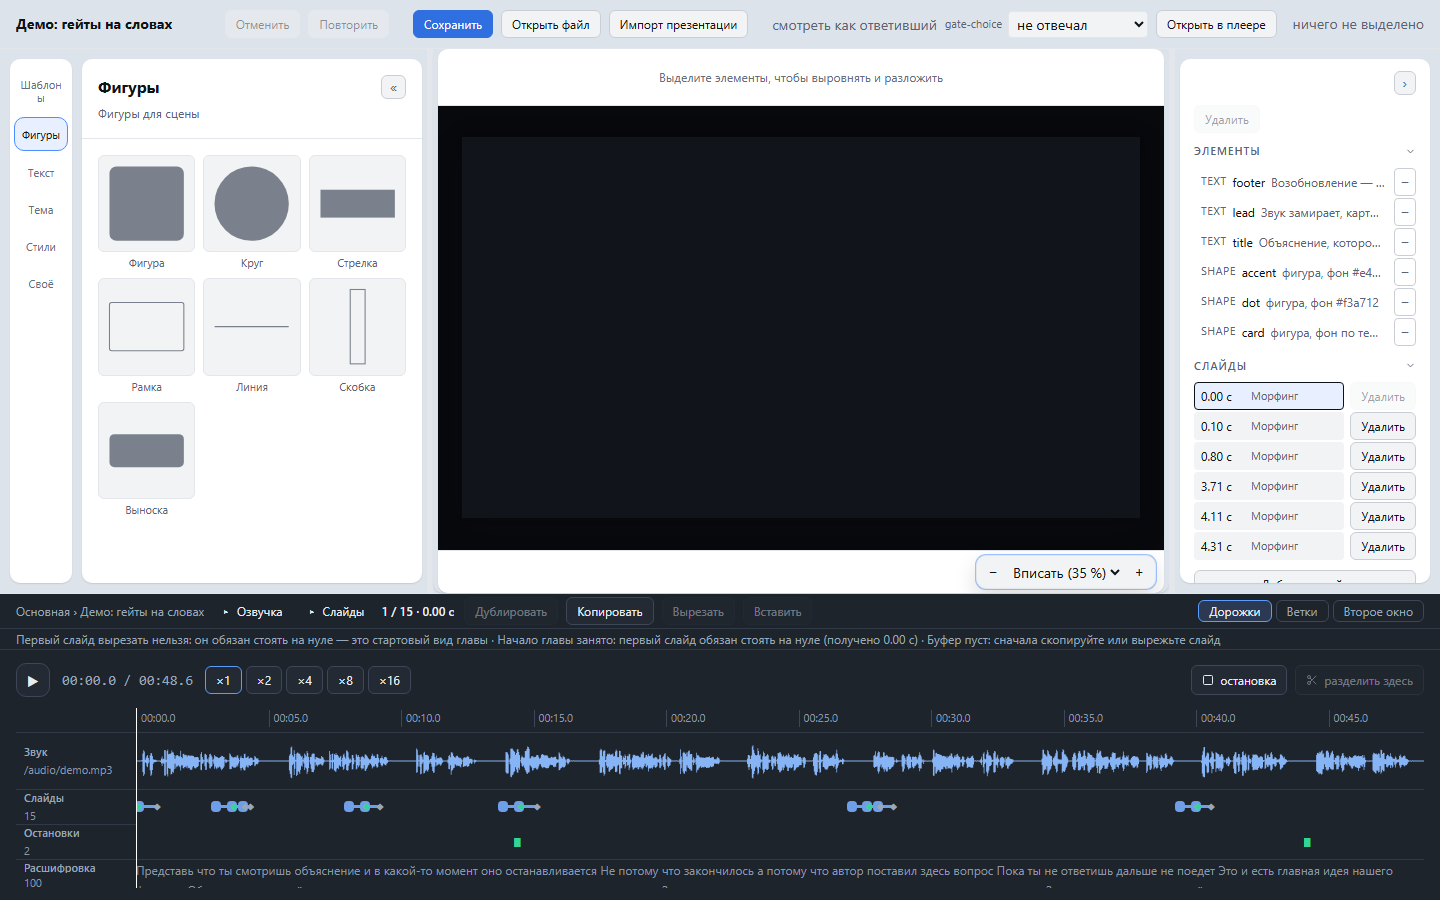 Демо: гейты на словах
Отменить
Повторить
Сохранить
Открыть файл
Импорт презентации
смотреть как ответивший
gate-choice
не отвечал
Открыть в плеере
ничего не выделено
Шаблон
ы
Фигуры
Текст
Тема
Стили
Своё
Фигуры
«
Фигуры для сцены
Фигура
Круг
Стрелка
Рамка
Линия
Скобка
Выноска
Выделите элементы, чтобы выровнять и разложить
− Вписать (35 %) +
›
Удалить
ЭЛЕМЕНТЫ
TEXT footer Возобновление — ... −
TEXT lead Звук замирает, карт... −
TEXT title Объяснение, которо... −
SHAPE accent фигура, фон #e4... −
SHAPE dot фигура, фон #f3a712 −
SHAPE card фигура, фон по те... −
СЛАЙДЫ
0.00 с Морфинг Удалить
0.10 с Морфинг Удалить
0.80 с Морфинг Удалить
3.71 с Морфинг Удалить
4.11 с Морфинг Удалить
4.31 с Морфинг Удалить
Основная › Демо: гейты на словах
▸ Озвучка
▸ Слайды
1 / 15 · 0.00 с
Дублировать
Копировать
Вырезать
Вставить
Дорожки
Ветки
Второе окно
Первый слайд вырезать нельзя: он обязан стоять на нуле — это стартовый вид главы · Начало главы занято: первый слайд обязан стоять на нуле (получено 0.00 с) · Буфер пуст: сначала скопируйте или вырежьте слайд
00:00.0 / 00:48.6
×1 ×2 ×4 ×8 ×16
остановка
разделить здесь
00:00.0 00:05.0 00:10.0 00:15.0 00:20.0 00:25.0 00:30.0 00:35.0 00:40.0 00:45.0
Звук
/audio/demo.mp3
Слайды
15
Остановки
2
Расшифровка
100
Представь что ты смотришь объяснение и в какой-то момент оно останавливается Не потому что закончилось а потому что автор поставил здесь вопрос Пока ты не ответишь дальше не поедет Это и есть главная идея нашего